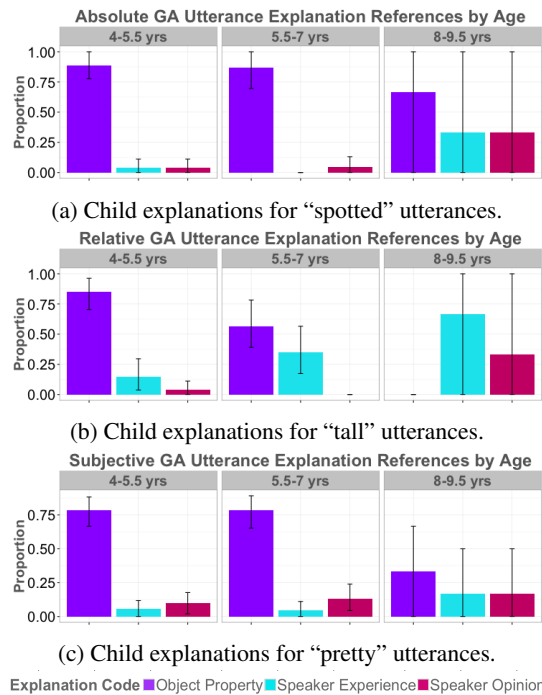 Absolute GA Utterance Explanation References by Age
4-5.5 yrs 5.5-7 yrs 8-9.5 yrs
Proportion
1.00
0.75
0.50
0.25
0.00
(a) Child explanations for “spotted” utterances.
Relative GA Utterance Explanation References by Age
4-5.5 yrs 5.5-7 yrs 8-9.5 yrs
Proportion
1.00
0.75
0.50
0.25
0.00
(b) Child explanations for “tall” utterances.
Subjective GA Utterance Explanation References by Age
4-5.5 yrs 5.5-7 yrs 8-9.5 yrs
Proportion
0.75
0.50
0.25
0.00
(c) Child explanations for “pretty” utterances.
Explanation Code Object Property Speaker Experience Speaker Opinion